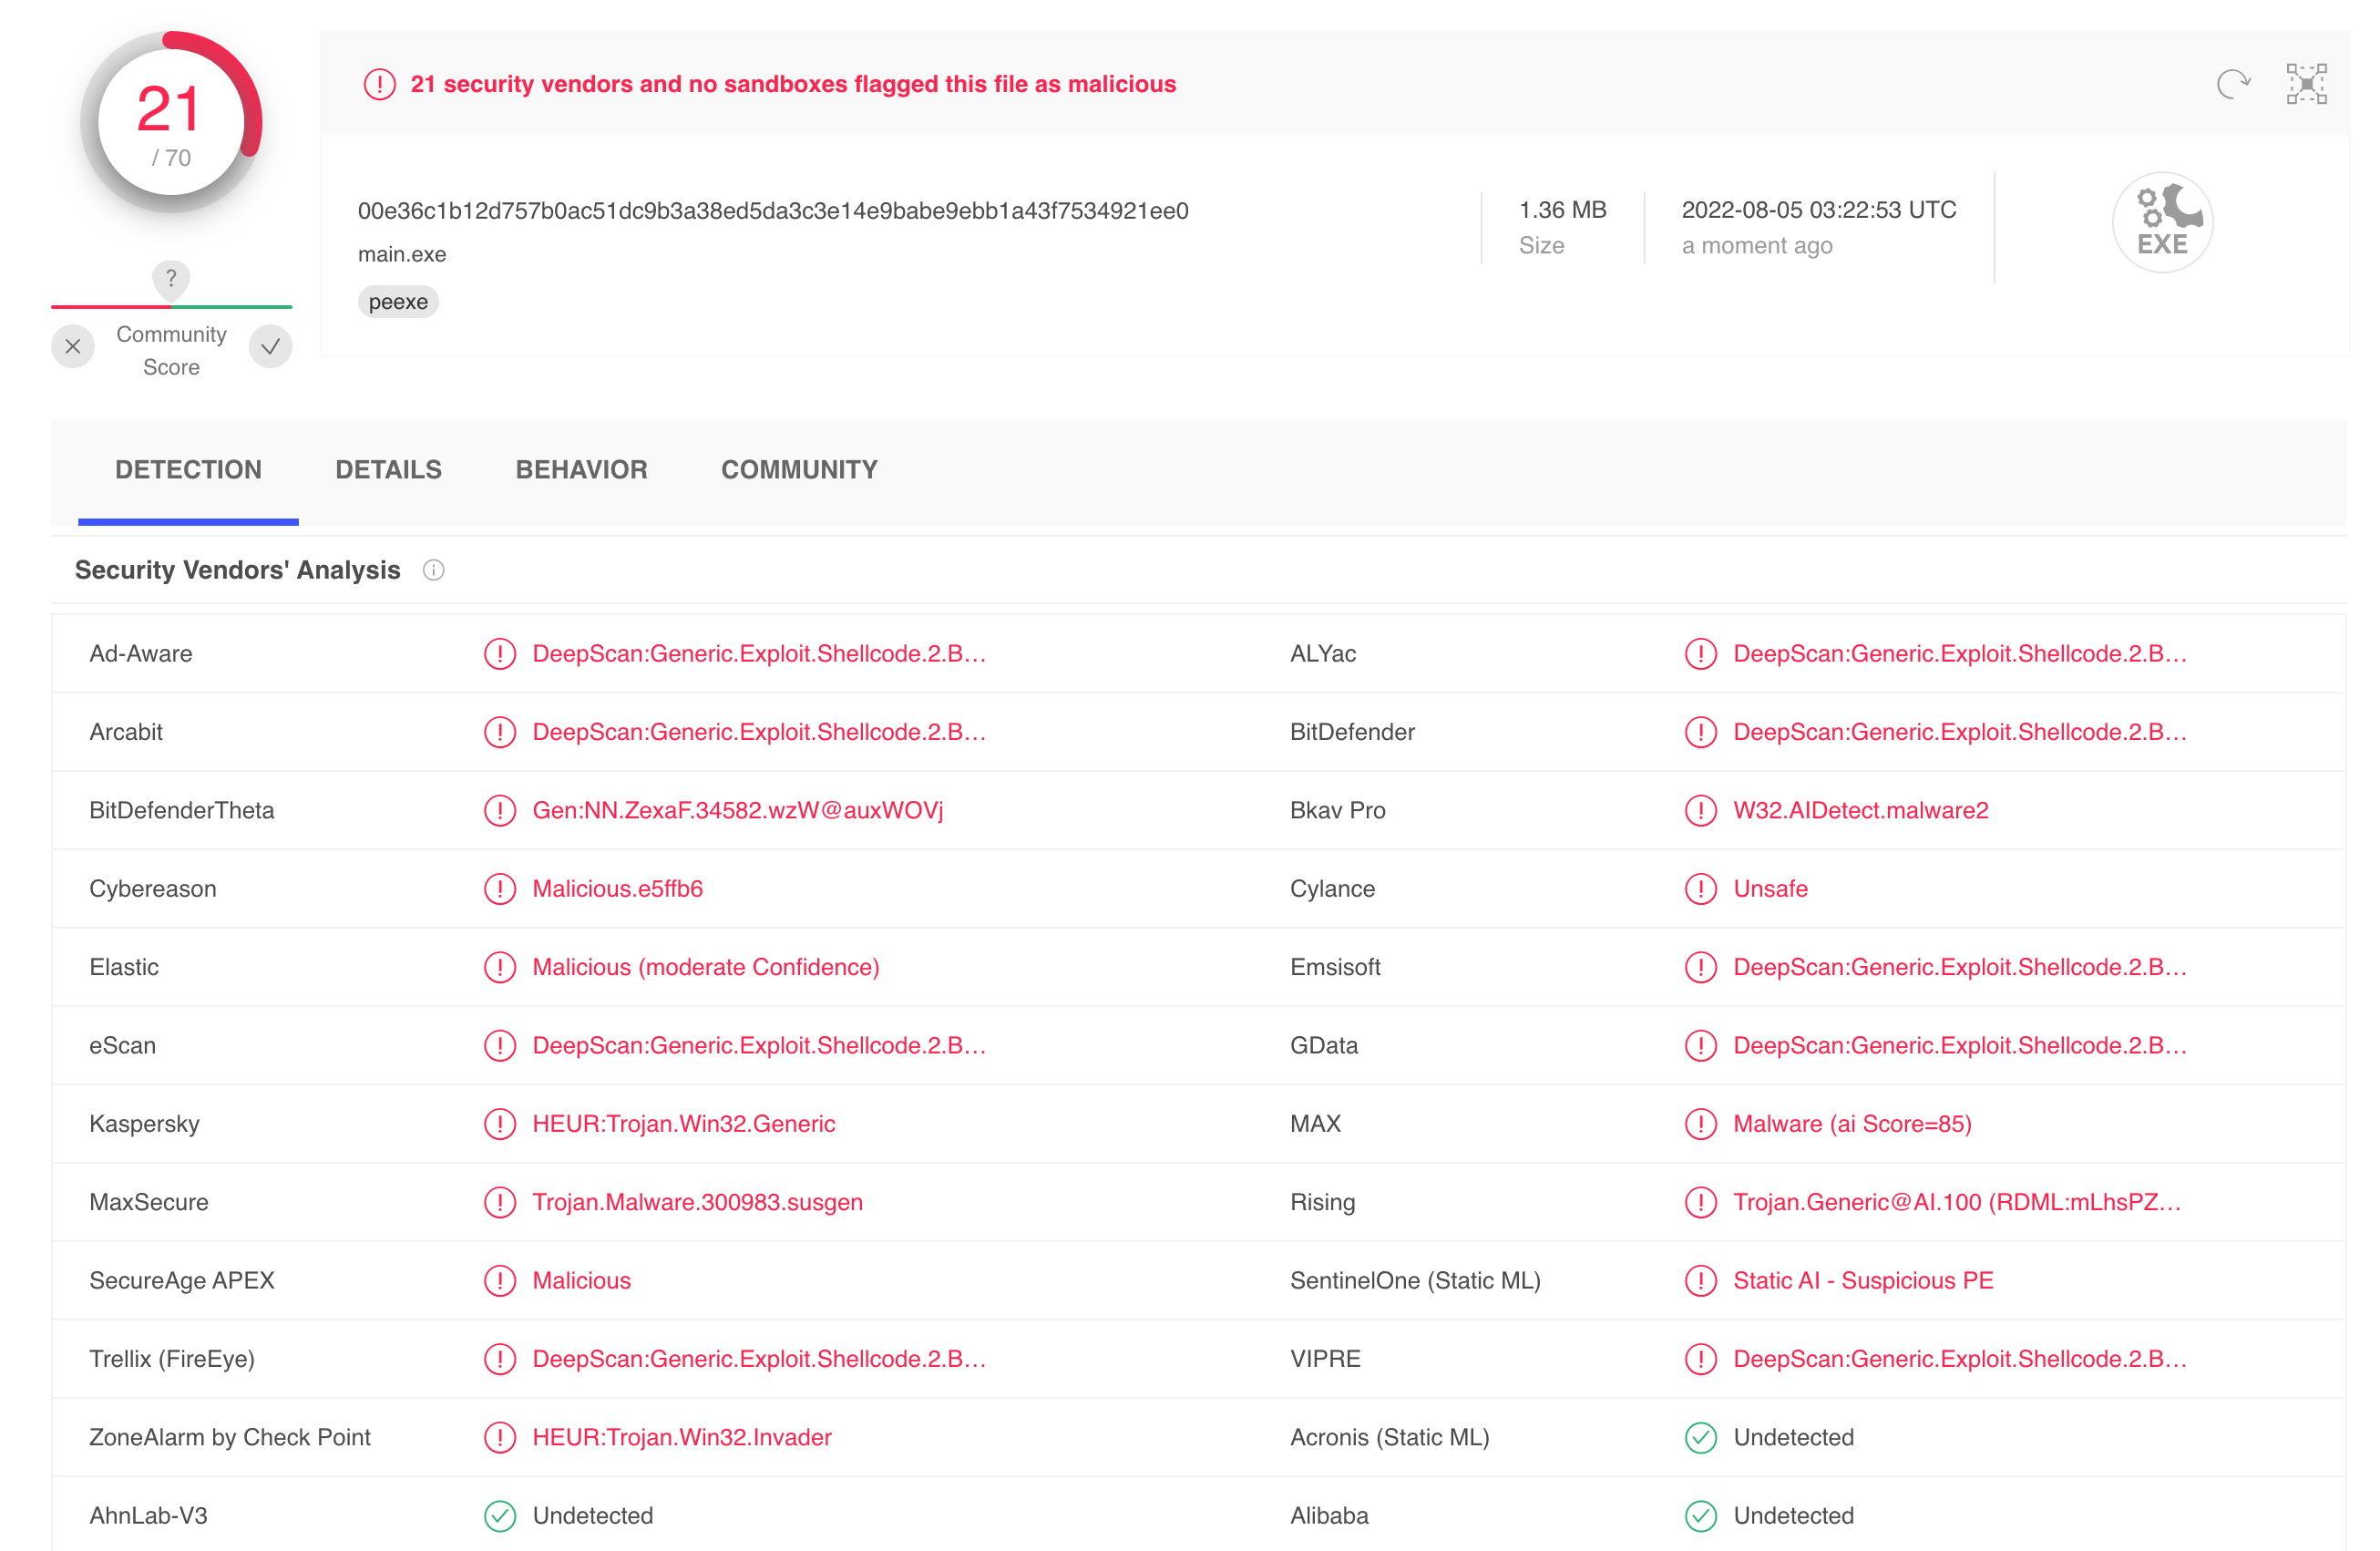 21
/ 70
?
Community
Score
21 security vendors and no sandboxes flagged this file as malicious
00e36c1b12d757b0ac51dc9b3a38ed5da3c3e14e9babe9ebb1a43f7534921ee0
main.exe
peexe
1.36 MB
Size
2022-08-05 03:22:53 UTC
a moment ago
EXE
DETECTION DETAILS BEHAVIOR COMMUNITY
Security Vendors' Analysis
Ad-Aware DeepScan:Generic.Exploit.Shellcode.2.B… ALYac DeepScan:Generic.Exploit.Shellcode.2.B…
Arcabit DeepScan:Generic.Exploit.Shellcode.2.B… BitDefender DeepScan:Generic.Exploit.Shellcode.2.B…
BitDefenderTheta Gen:NN.ZexaF.34582.wzW@auxWOVj Bkav Pro W32.AIDetect.malware2
Cybereason Malicious.e5ffb6 Cylance Unsafe
Elastic Malicious (moderate Confidence) Emsisoft DeepScan:Generic.Exploit.Shellcode.2.B…
eScan DeepScan:Generic.Exploit.Shellcode.2.B… GData DeepScan:Generic.Exploit.Shellcode.2.B…
Kaspersky HEUR:Trojan.Win32.Generic MAX Malware (ai Score=85)
MaxSecure Trojan.Malware.300983.susgen Rising Trojan.Generic@AI.100 (RDML:mLhsPZ…
SecureAge APEX Malicious SentinelOne (Static ML) Static AI - Suspicious PE
Trellix (FireEye) DeepScan:Generic.Exploit.Shellcode.2.B… VIPRE DeepScan:Generic.Exploit.Shellcode.2.B…
ZoneAlarm by Check Point HEUR:Trojan.Win32.Invader Acronis (Static ML) Undetected
AhnLab-V3 Undetected Alibaba Undetected